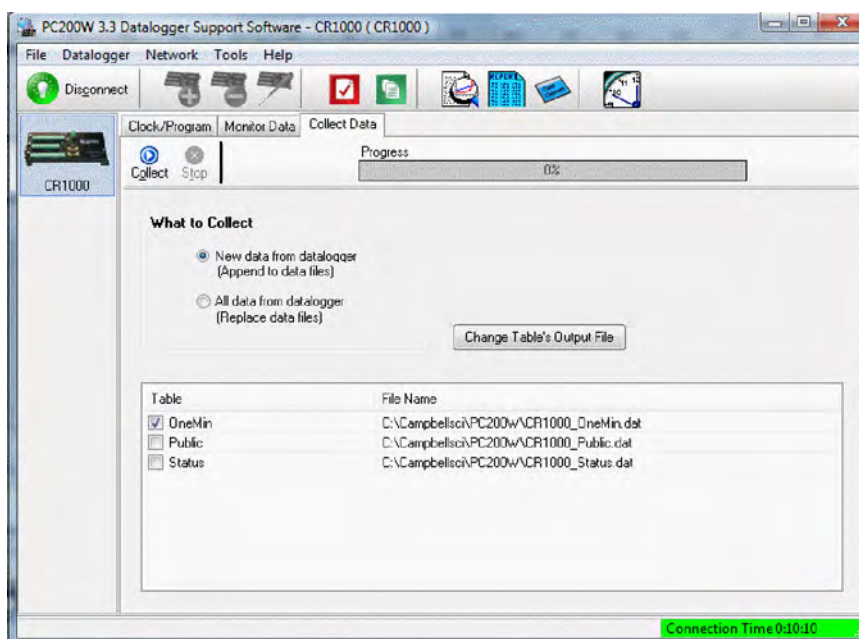 PC200W 3.3 Datalogger Support Software - CR1000 ( CR1000 )
File Datalogger Network Tools Help
Disconnect
Clock/Program Monitor Data Collect Data
CR1000
Collect Stop
Progress
0%
What to Collect
New data from datalogger
(Append to data files)
All data from datalogger
(Replace data files)
Change Table's Output File
Table File Name
OneMin C:\Campbellsci\PC200W\CR1000_OneMin.dat
Public C:\Campbellsci\PC200W\CR1000_Public.dat
Status C:\Campbellsci\PC200W\CR1000_Status.dat
Connection Time 0:10:10